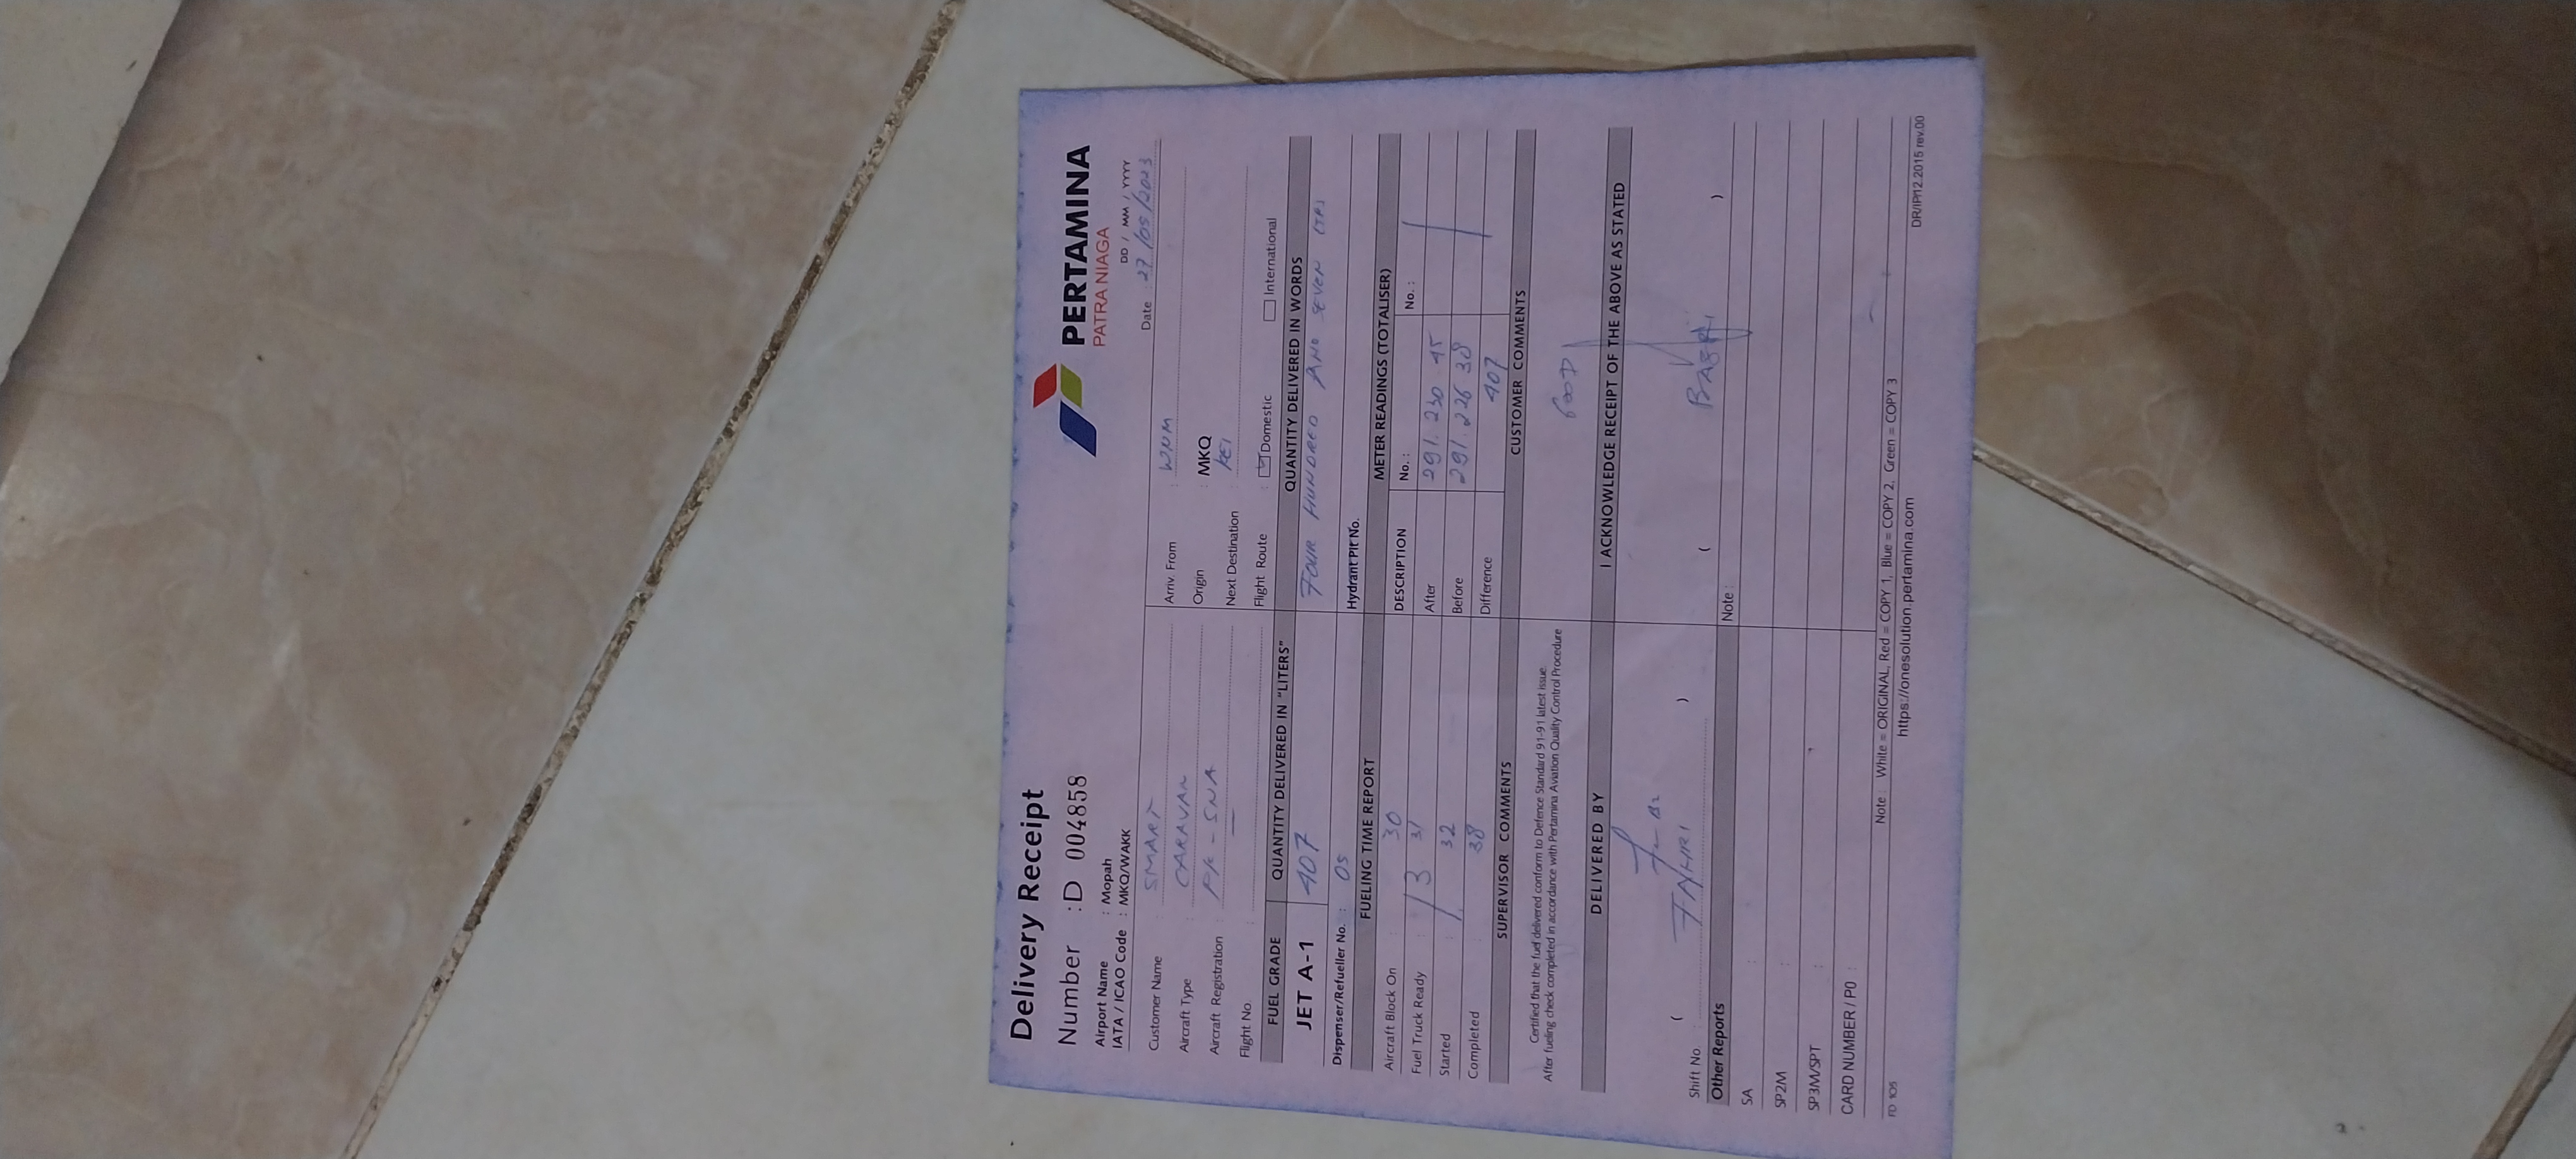 Delivery Receipt
PERTAMINA
PATRA NIAGA
Number : D 004858
DD / MM / YYYY
Airport Name : Mopah
IATA / ICAO Code : MKQ/WAKK
Date : 27/05/2023
Customer Name : SMART
Arriv. From : WNM
Aircraft Type : CARAVAN
Origin : MKQ
Aircraft Registration : PK - SNA
Next Destination : KEI
Flight No. : —
Flight Route : Domestic International
FUEL GRADE QUANTITY DELIVERED IN "LITERS" QUANTITY DELIVERED IN WORDS
JET A-1 407 FOUR HUNDRED AND SEVEN LTRS
Dispenser/Refueller No. : 05
Hydrant Pit No.
FUELING TIME REPORT METER READINGS (TOTALISER)
Aircraft Block On : 30
DESCRIPTION No. : No. :
Fuel Truck Ready : 13 31
After 291.230 45
Started : 32
Before 291.226 38
Completed : 38
Difference 407
SUPERVISOR COMMENTS CUSTOMER COMMENTS
Certified that the fuel delivered conform to Defence Standard 91-91 latest issue.
After fueling check completed in accordance with Pertamina Aviation Quality Control Procedure
GOOD
DELIVERED BY I ACKNOWLEDGE RECEIPT OF THE ABOVE AS STATED
Shift No. : ( FAHRI ) ( )
Other Reports
Note :
SA :
SP2M :
SP3M/SPT :
CARD NUMBER / PO :
Note : White = ORIGINAL, Red = COPY 1, Blue = COPY 2, Green = COPY 3
FD 105
https://onesolution.pertamina.com
DR/IP/12.2015 rev.00